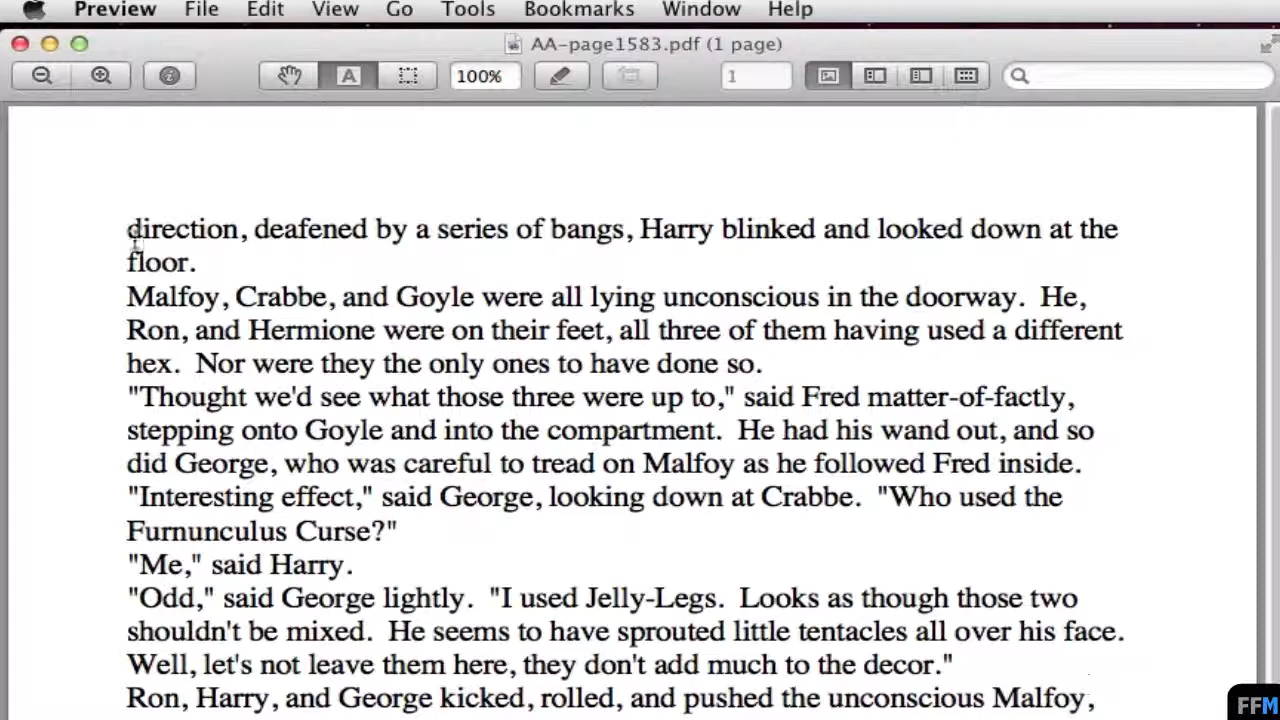 Preview File Edit View Go Tools Bookmarks Window Help
AA-page1583.pdf (1 page)
A 100% 1
direction, deafened by a series of bangs, Harry blinked and looked down at the
floor.
Malfoy, Crabbe, and Goyle were all lying unconscious in the doorway.  He,
Ron, and Hermione were on their feet, all three of them having used a different
hex.  Nor were they the only ones to have done so.
"Thought we'd see what those three were up to," said Fred matter-of-factly,
stepping onto Goyle and into the compartment.  He had his wand out, and so
did George, who was careful to tread on Malfoy as he followed Fred inside.
"Interesting effect," said George, looking down at Crabbe.  "Who used the
Furnunculus Curse?"
"Me," said Harry.
"Odd," said George lightly.  "I used Jelly-Legs.  Looks as though those two
shouldn't be mixed.  He seems to have sprouted little tentacles all over his face.
Well, let's not leave them here, they don't add much to the decor."
Ron, Harry, and George kicked, rolled, and pushed the unconscious Malfoy,
FFM